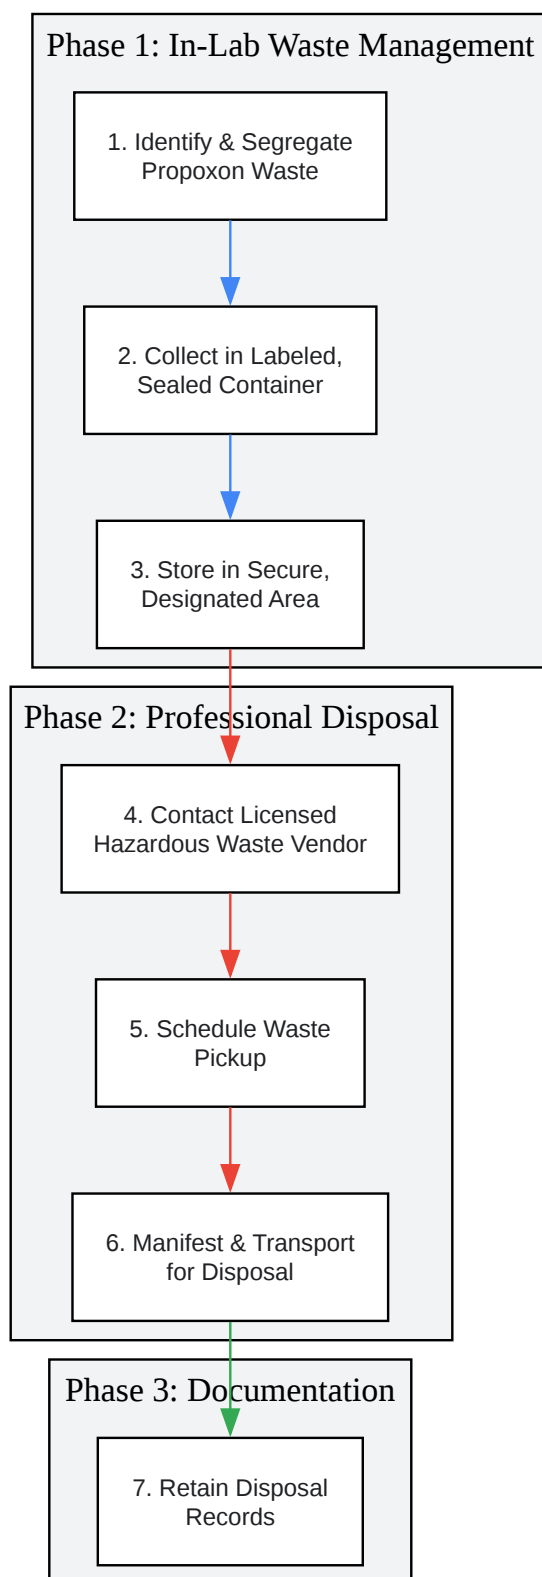 Phase 1: In-Lab Waste Management
1. Identify & Segregate
Propoxon Waste
2. Collect in Labeled,
Sealed Container
3. Store in Secure,
Designated Area
Phase 2: Professional Disposal
4. Contact Licensed
Hazardous Waste Vendor
5. Schedule Waste
Pickup
6. Manifest & Transport
for Disposal
Phase 3: Documentation
7. Retain Disposal
Records